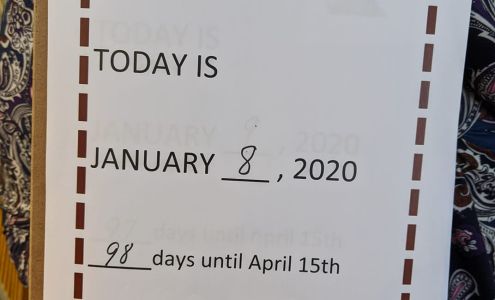 TODAY IS
JANUARY 8, 2020
98 days until April 15th